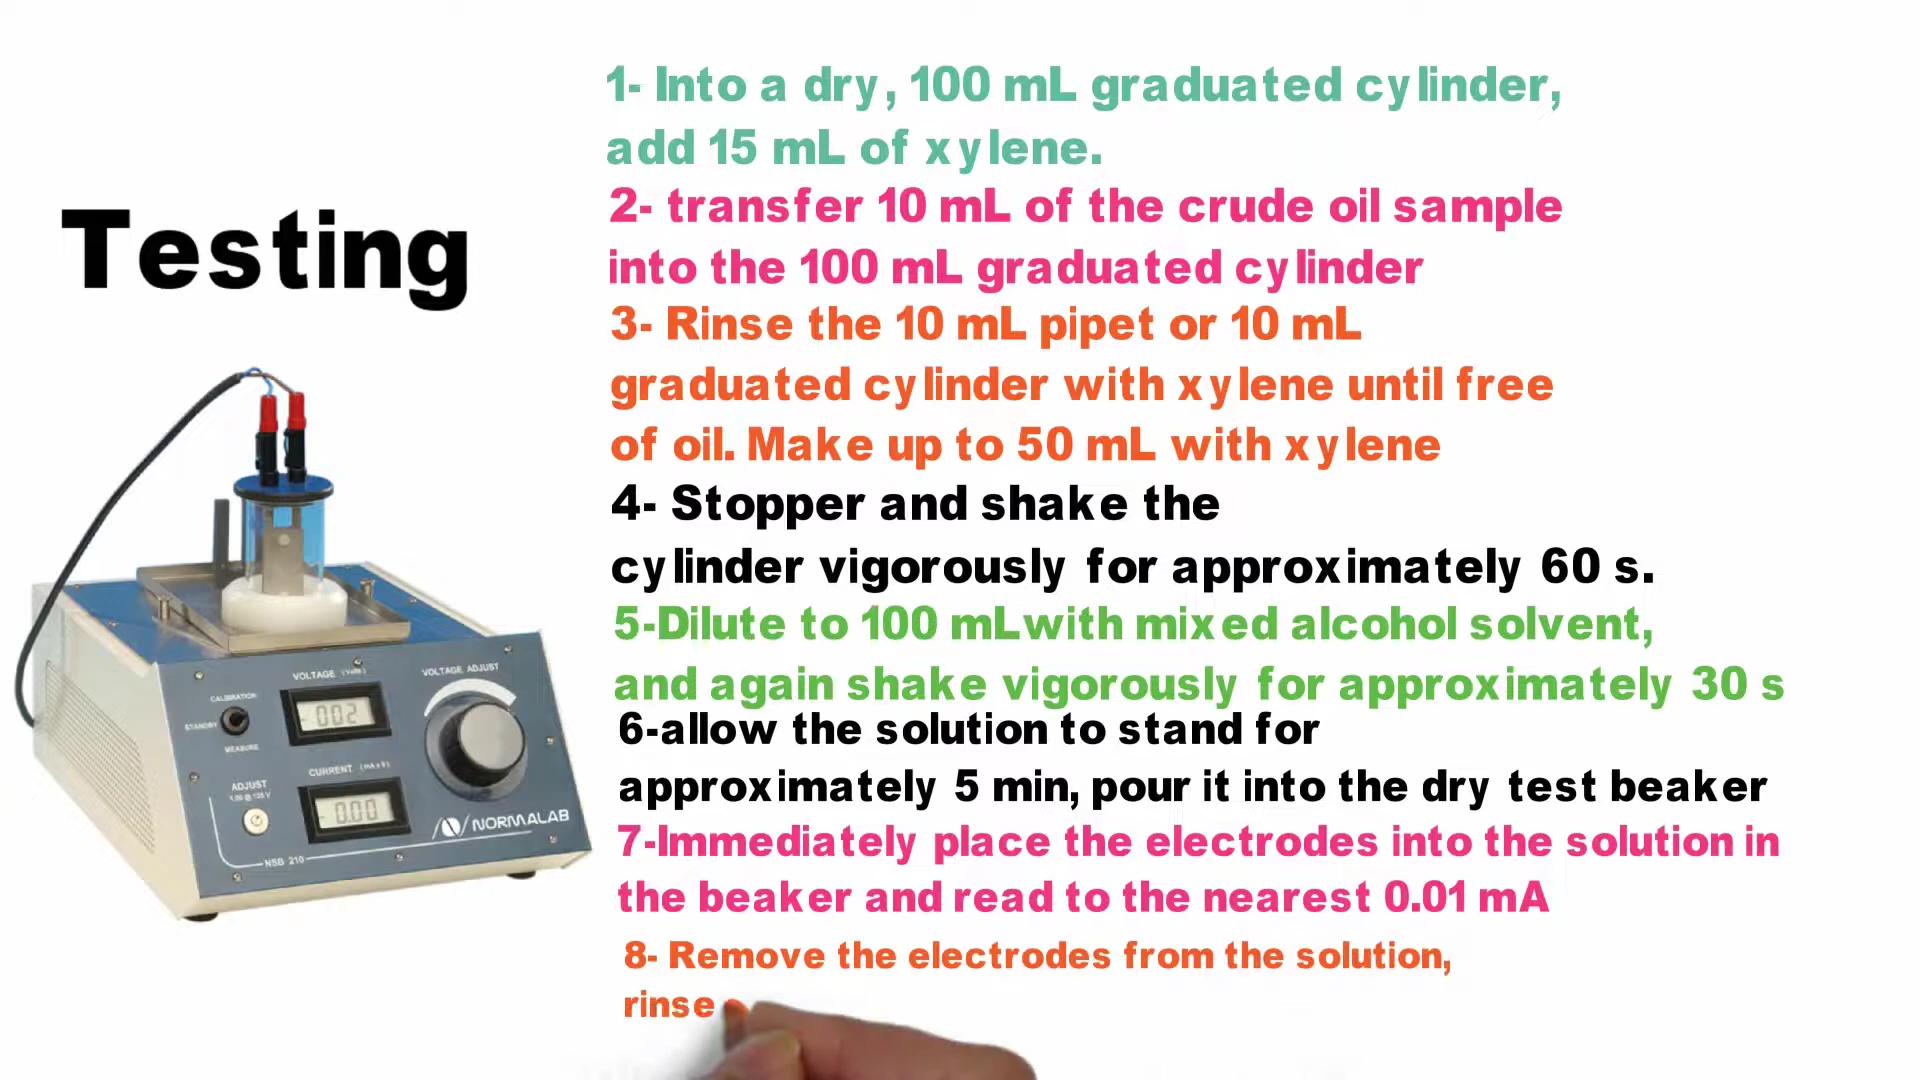 Testing
1- Into a dry, 100 mL graduated cylinder,
add 15 mL of xylene.
2- transfer 10 mL of the crude oil sample
into the 100 mL graduated cylinder
3- Rinse the 10 mL pipet or 10 mL
graduated cylinder with xylene until free
of oil. Make up to 50 mL with xylene
4- Stopper and shake the
cylinder vigorously for approximately 60 s.
5-Dilute to 100 mLwith mixed alcohol solvent,
and again shake vigorously for approximately 30 s
6-allow the solution to stand for
approximately 5 min, pour it into the dry test beaker
7-Immediately place the electrodes into the solution in
the beaker and read to the nearest 0.01 mA
8- Remove the electrodes from the solution,
rinse
VOLTAGE
VOLTAGE ADJUST
CALIBRATION
STANDBY
MEASURE
002
CURRENT
ADJUST
0.00
NORMALAB
NSB 210